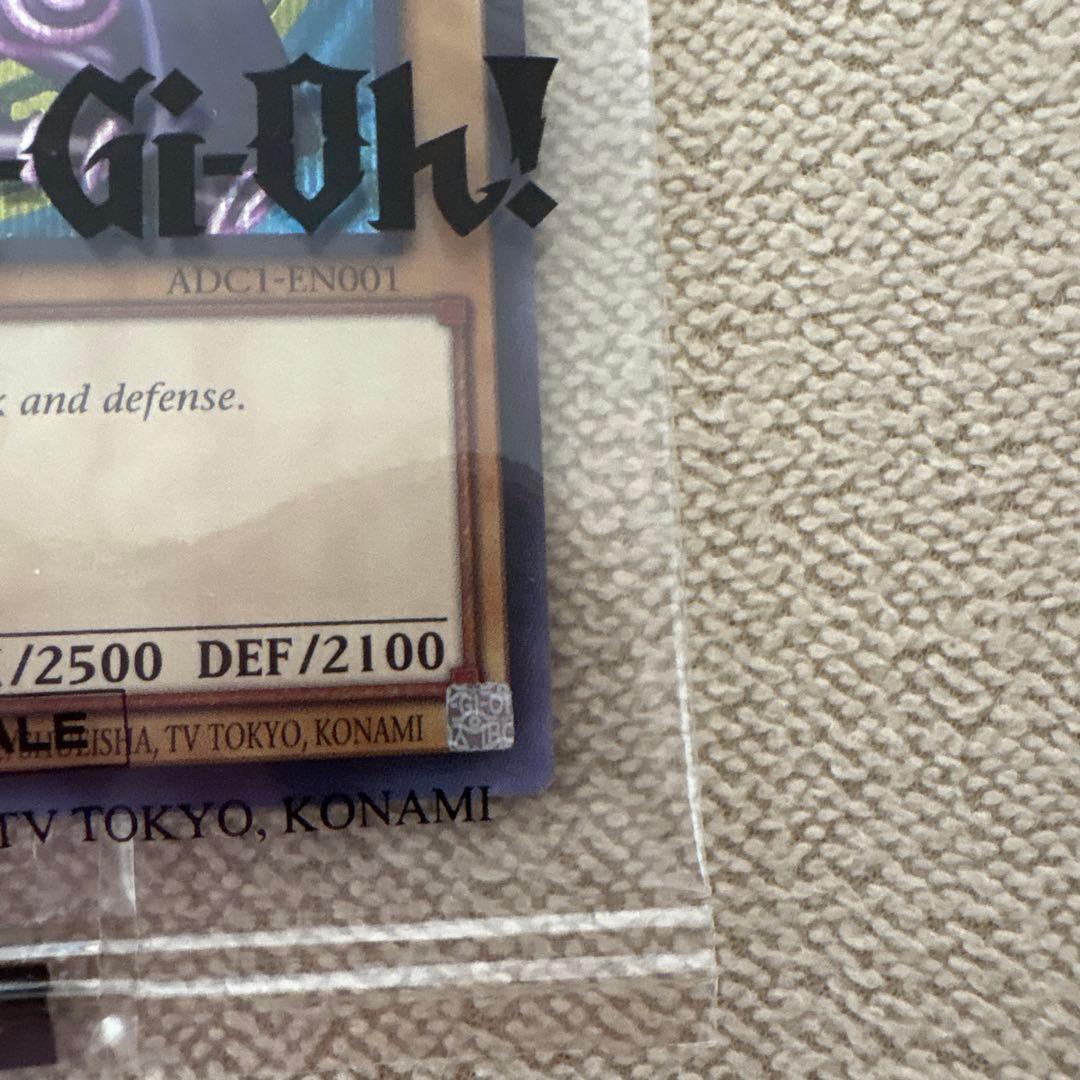 -Gi-Oh!
ADC1-EN001
and defense.
/2500 DEF/2100
ALE
SHUEISHA, TV TOKYO, KONAMI
TV TOKYO, KONAMI